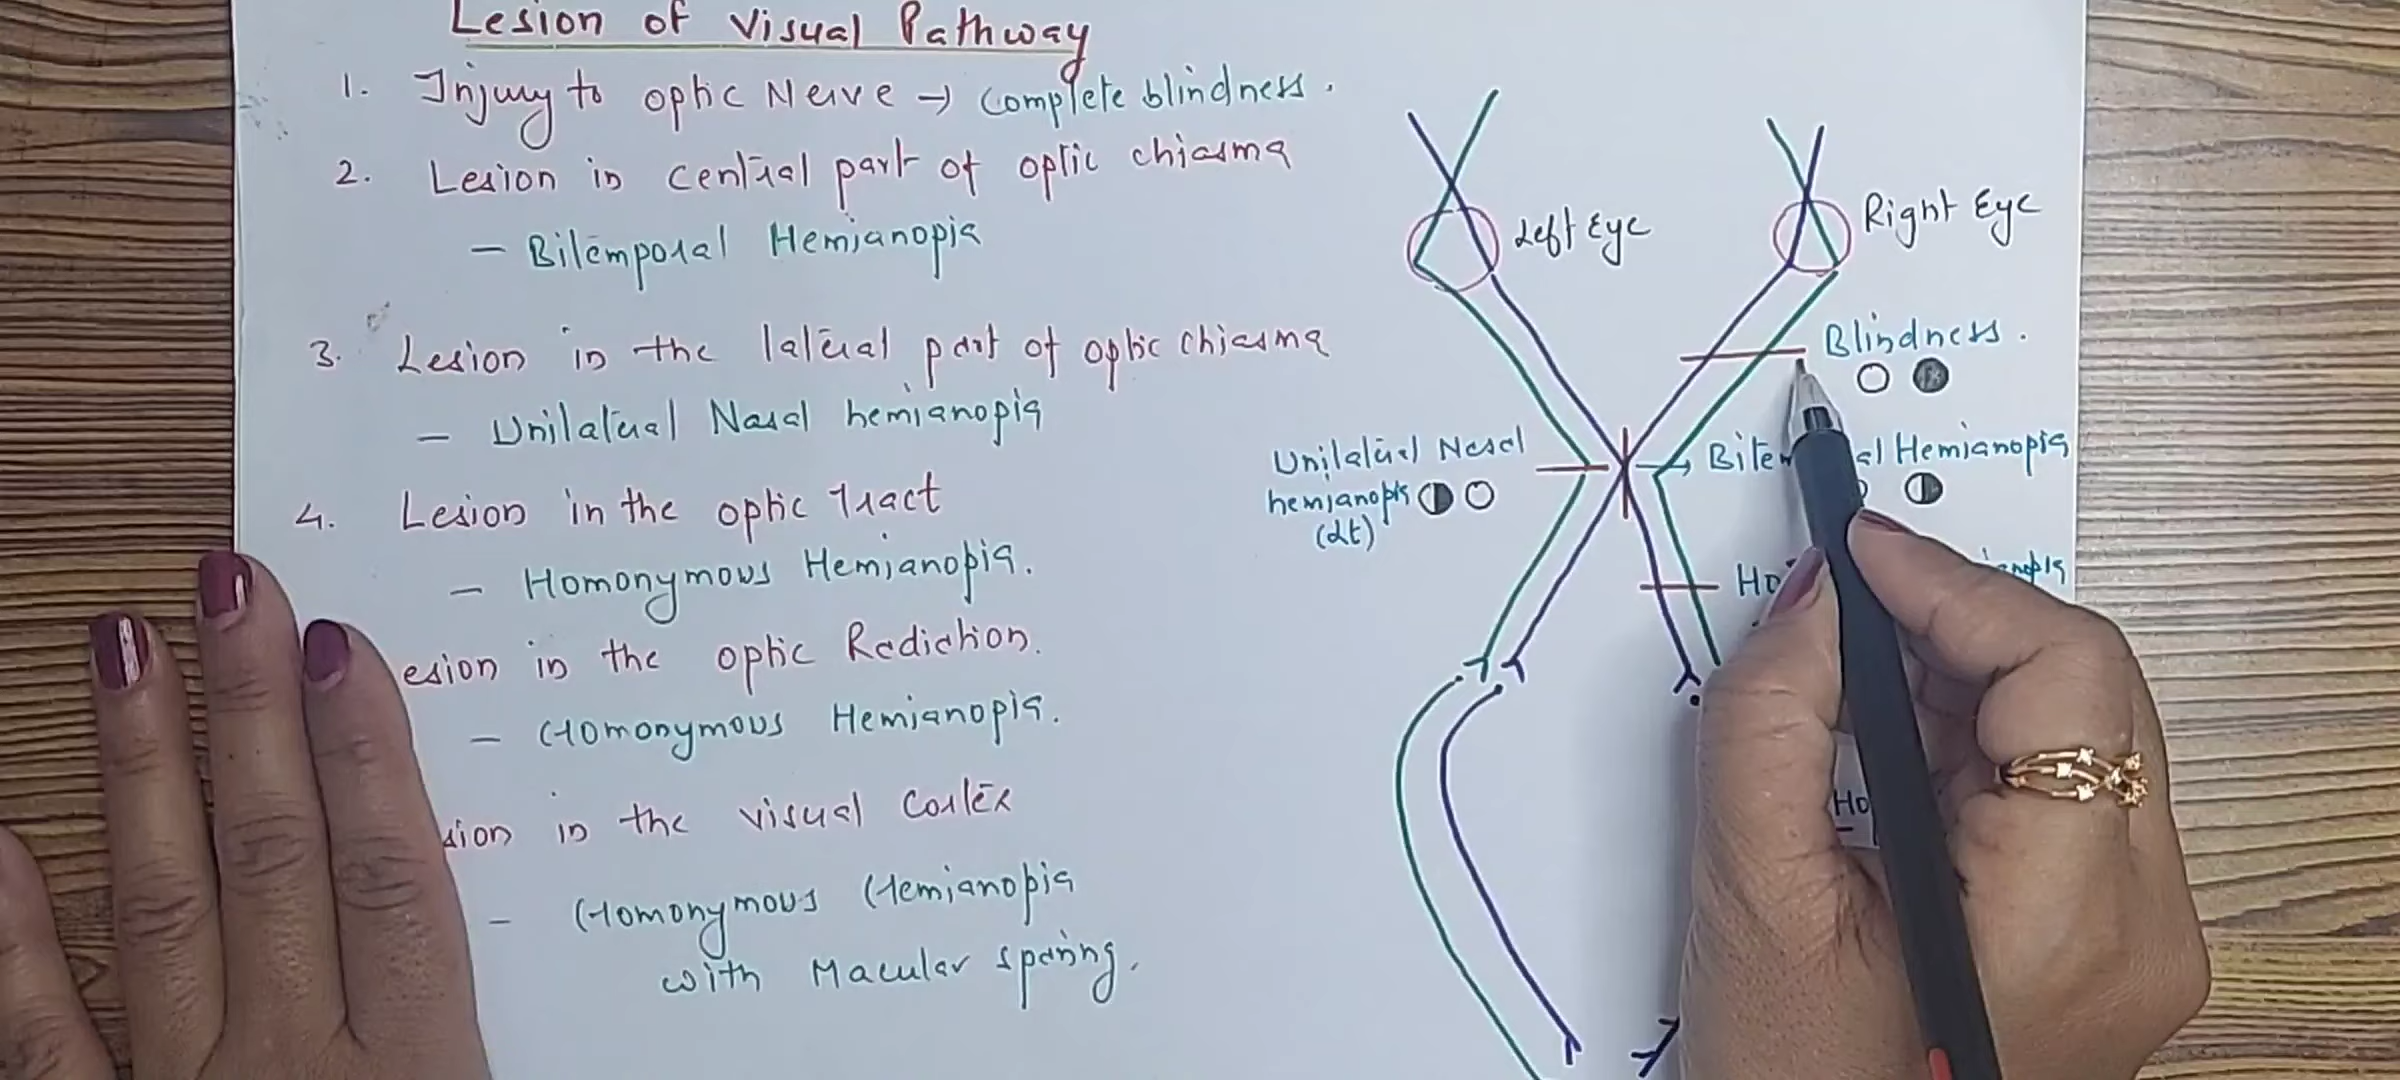 Lesion of Visual Pathway
1. Injury to optic Nerve → Complete blindness.
2. Lesion in central part of optic chiasma
- Bitemporal Hemianopia
3. Lesion in the lateral part of optic chiasma
- Unilateral Nasal hemianopia
4. Lesion in the optic Tract
- Homonymous Hemianopia.
esion in the optic Radiation.
- Homonymous Hemianopia.
sion in the visual Cortex
- Homonymous Hemianopia
with Macular sparing.
Left Eye
Right Eye
Blindness.
Unilateral Nasal
hemianopia
(Lt)
Hemianopia
Ho
Ho